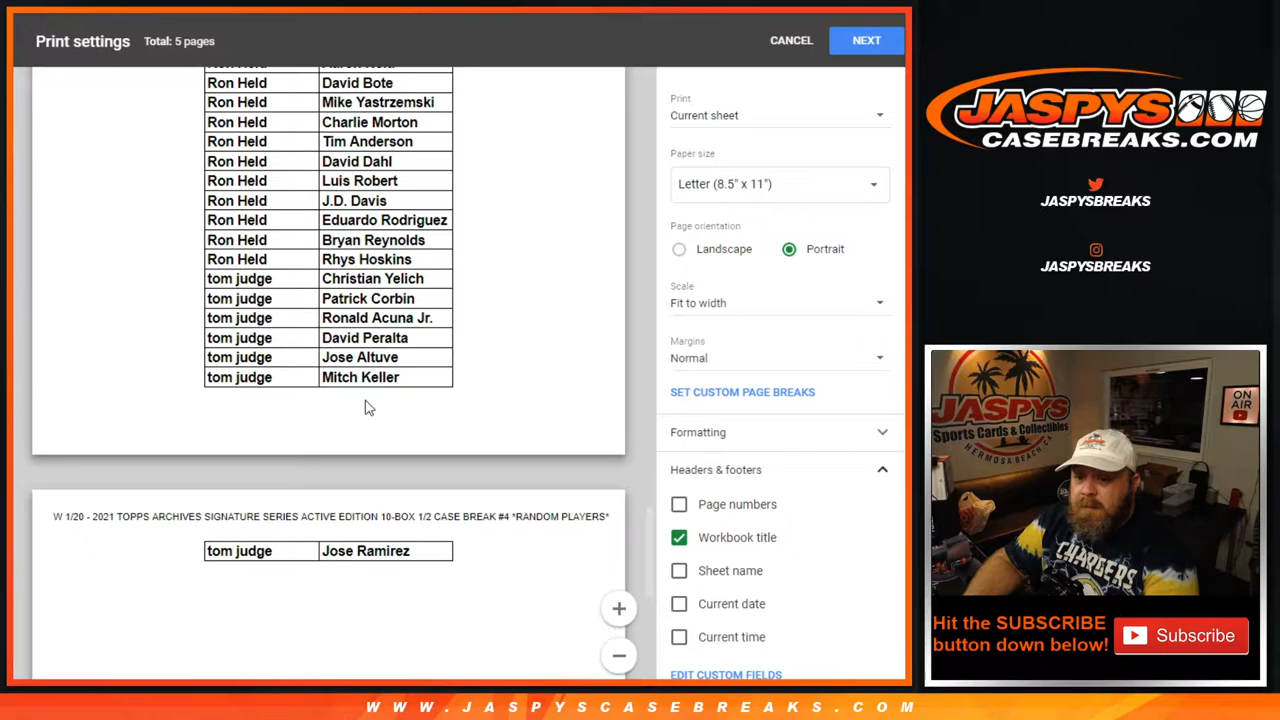 Print settings Total: 5 pages CANCEL NEXT
Ron Held
Ron Held David Bote
Ron Held Mike Yastrzemski
Ron Held Charlie Morton
Ron Held Tim Anderson
Ron Held David Dahl
Ron Held Luis Robert
Ron Held J.D. Davis
Ron Held Eduardo Rodriguez
Ron Held Bryan Reynolds
Ron Held Rhys Hoskins
tom judge Christian Yelich
tom judge Patrick Corbin
tom judge Ronald Acuna Jr.
tom judge David Peralta
tom judge Jose Altuve
tom judge Mitch Keller
W 1/20 - 2021 TOPPS ARCHIVES SIGNATURE SERIES ACTIVE EDITION 10-BOX 1/2 CASE BREAK #4 *RANDOM PLAYERS*
tom judge Jose Ramirez
Print
Current sheet
Paper size
Letter (8.5" x 11")
Page orientation
Landscape Portrait
Scale
Fit to width
Margins
Normal
SET CUSTOM PAGE BREAKS
Formatting
Headers & footers
Page numbers
Workbook title
Sheet name
Current date
Current time
EDIT CUSTOM FIELDS
JASPYS
CASEBREAKS.COM
JASPYSBREAKS
JASPYSBREAKS
JASPYS
Sports Cards & Collectibles
HERMOSA BEACH, CA
ON AIR
CHARGERS
Hit the SUBSCRIBE
button down below!
Subscribe
WWW.JASPYSCASEBREAKS.COM